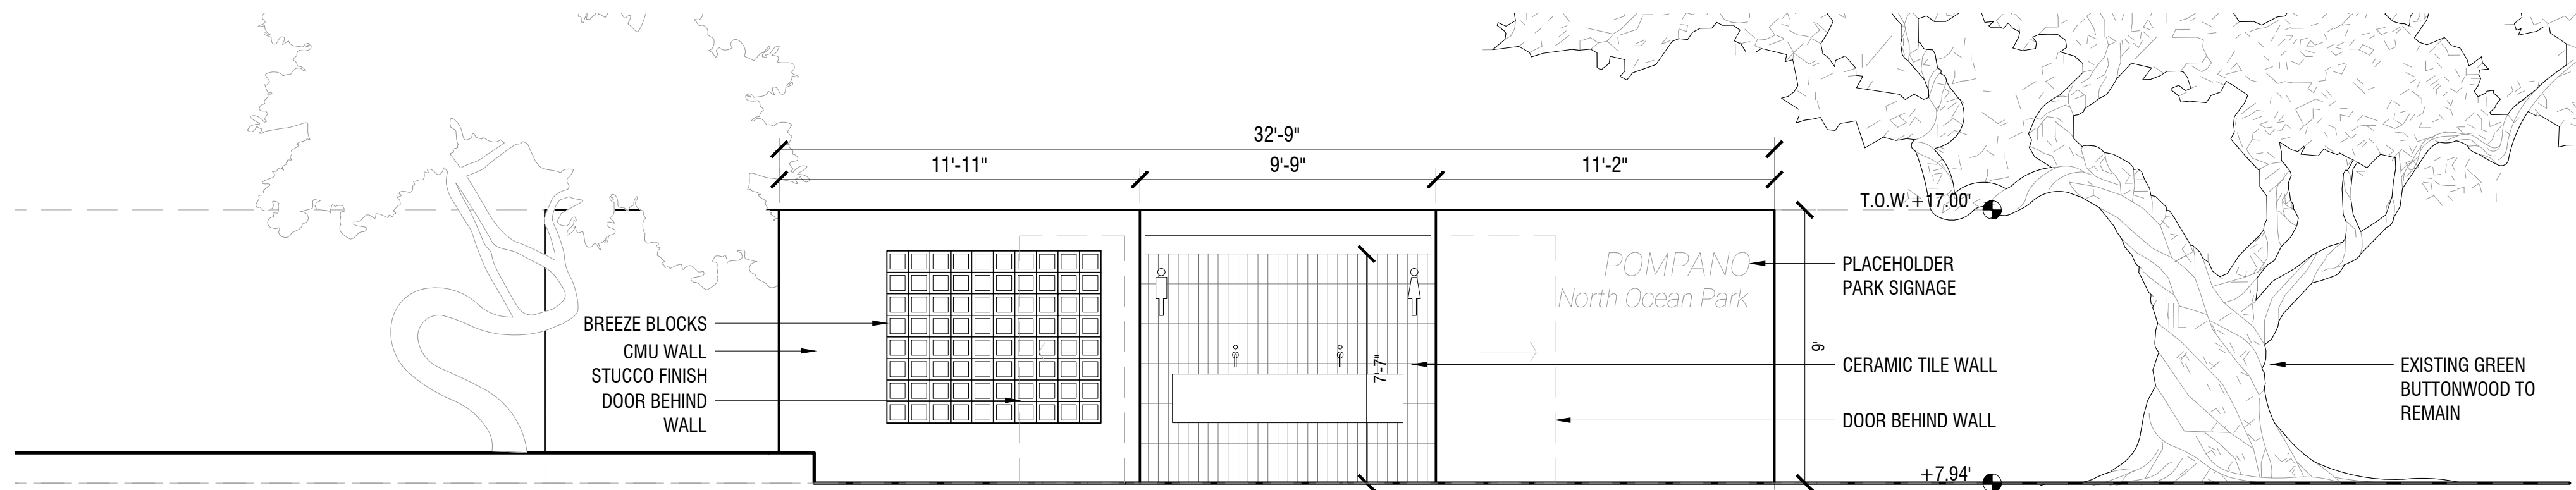 32'-9"
11'-11"
9'-9"
11'-2"
T.O.W.+17.00'
POMPANO
North Ocean Park
PLACEHOLDER
PARK SIGNAGE
BREEZE BLOCKS
CMU WALL
STUCCO FINISH
DOOR BEHIND
WALL
7'-7"
9'
CERAMIC TILE WALL
DOOR BEHIND WALL
EXISTING GREEN
BUTTONWOOD TO
REMAIN
+7.94'